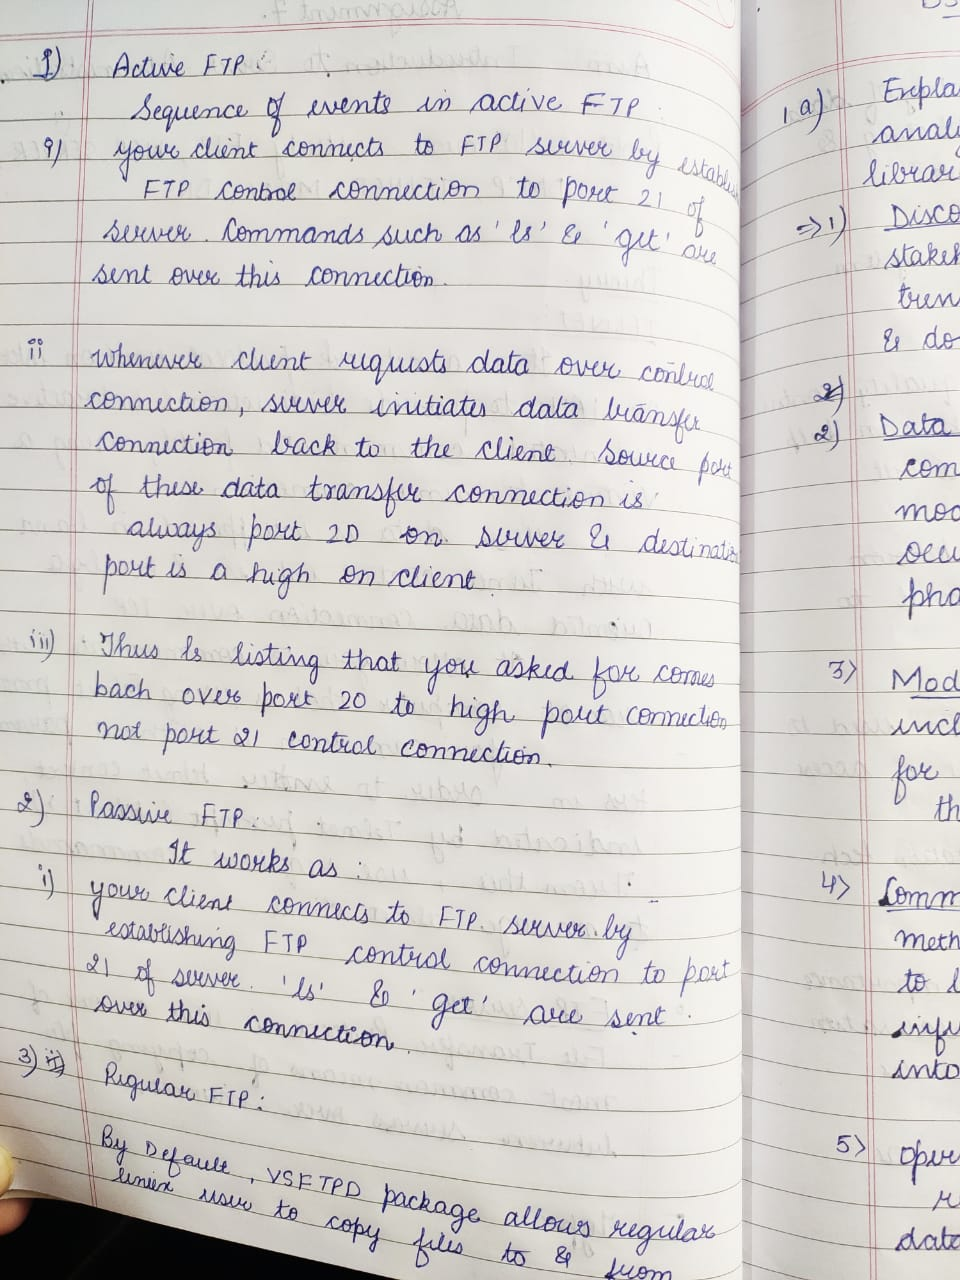 1) Active FTP :
Sequence of events in active FTP :
9) your client connects to FTP server by establish
FTP control connection to port 21 of
server. Commands such as 'ls' & 'get' are
sent over this connection.
ii whenever client requests data over control
connection, server initiates data transfer
connection back to the client source port
of these data transfer connection is
always port 20 on server & destination
port is a high on client.
iii) Thus ls listing that you asked for comes
bach over port 20 to high port connection
not port 21 control connection.
2) Passive FTP.
It works as :
i) your client connects to FTP server by
establishing FTP control connection to port
21 of server. 'ls' & 'get' are sent
over this connection.
3) ii) Regular FTP :
By Default, VSFTPD package allows regular
linux user to copy files to & from
1 a) Expla
anal
librar
⇒ 1) Disco
stake
tren
& do
2)
2) Data
com
mod
occu
pha
3) Mod
incl
for
th
4) Comm
meth
to
info
into
5) oper
r
data